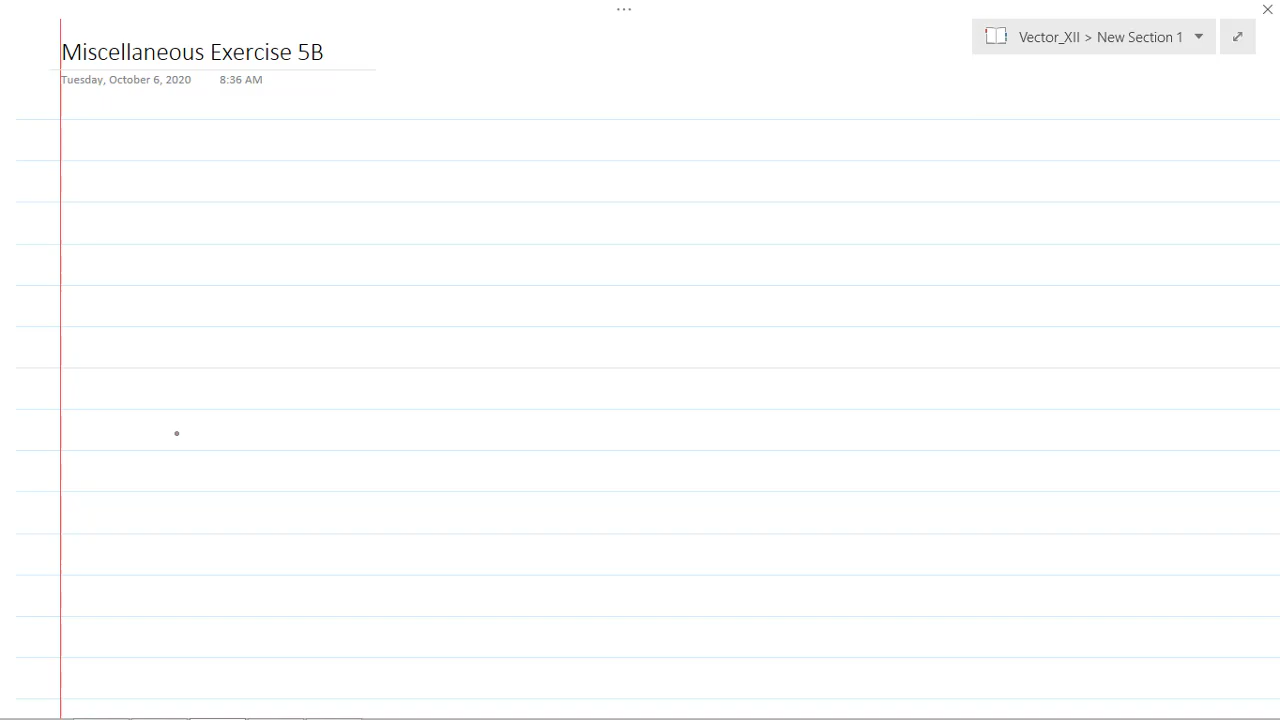 Miscellaneous Exercise 5B
Vector_XII > New Section 1
Tuesday, October 6, 2020 8:36 AM